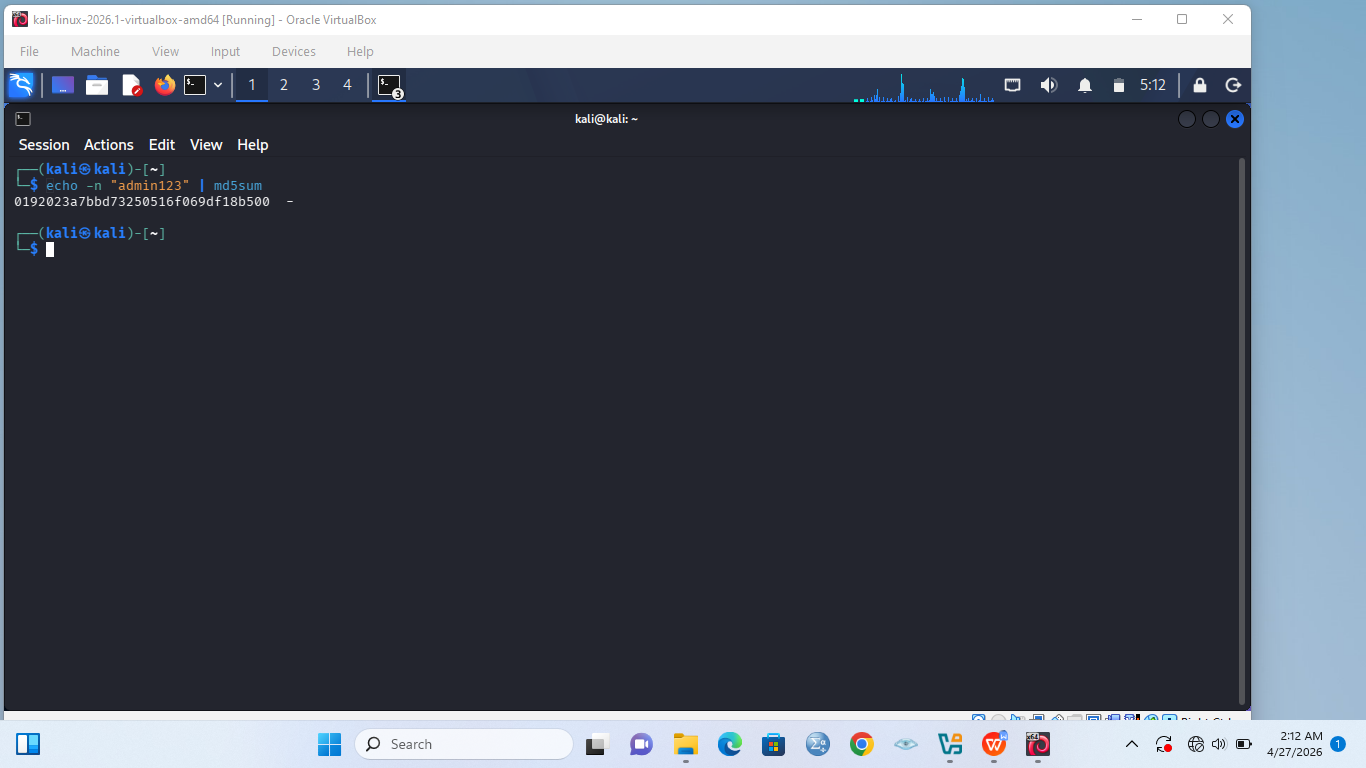 kali-linux-2026.1-virtualbox-amd64 [Running] - Oracle VirtualBox
File Machine View Input Devices Help
1 2 3 4 3 5:12
kali@kali: ~
Session Actions Edit View Help
┌──(kali㉿kali)-[~]
└─$ echo -n "admin123" | md5sum
0192023a7bbd73250516f069df18b500  -
┌──(kali㉿kali)-[~]
└─$
Search
2:12 AM
4/27/2026
1